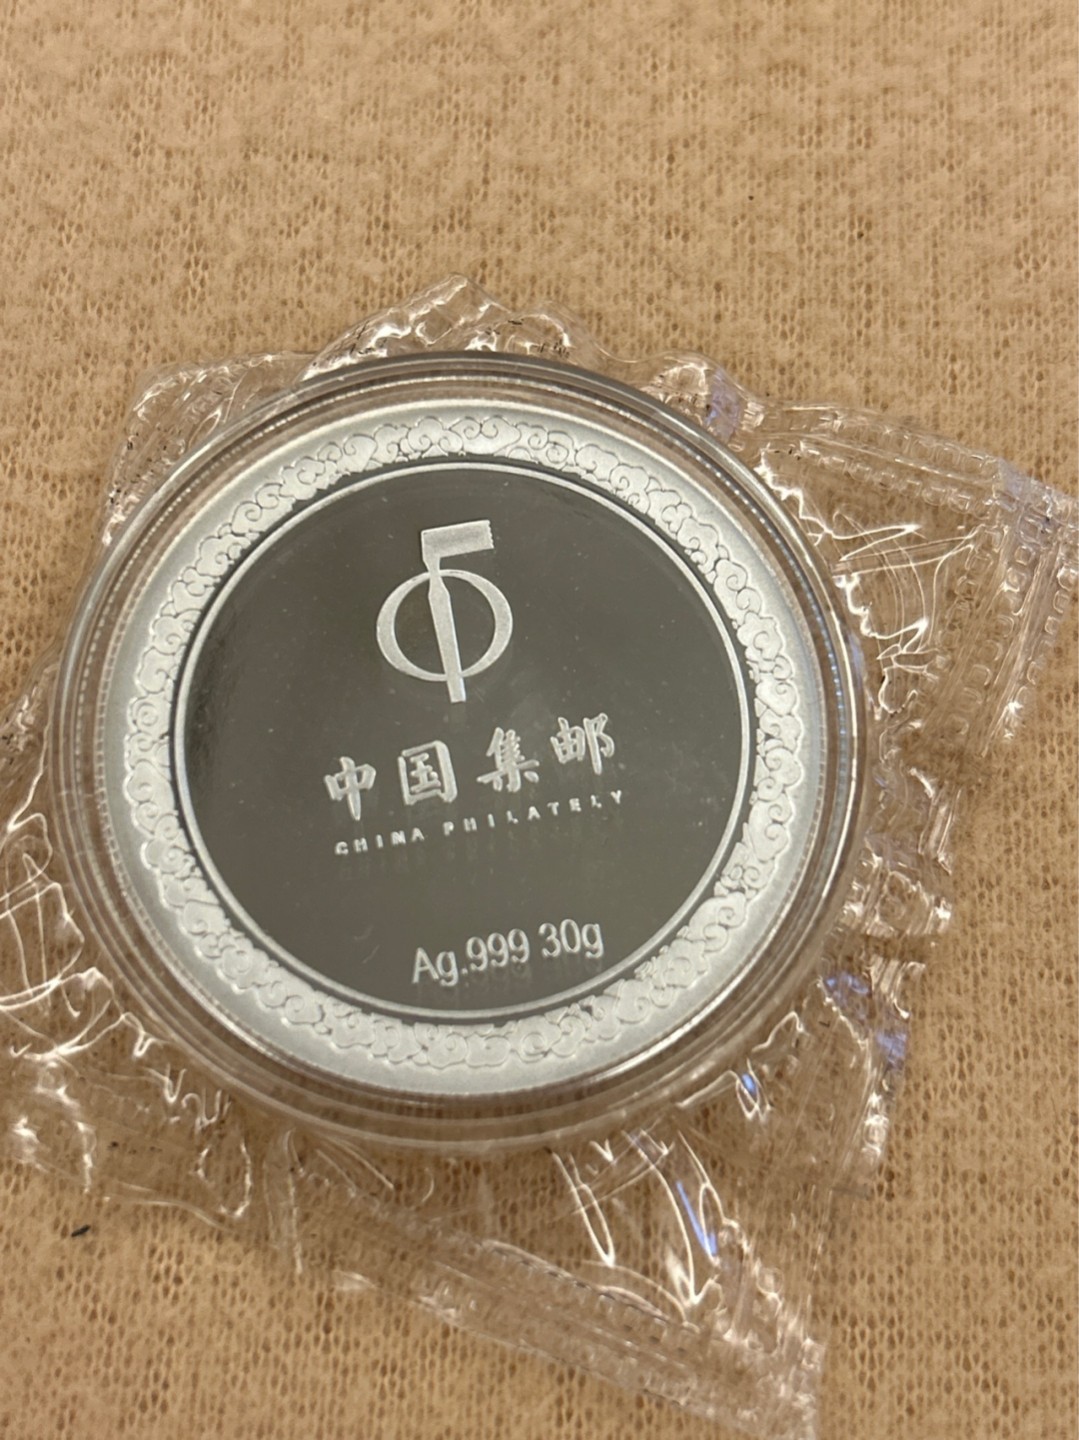 中国集邮
CHINA PHILATELY
Ag.999 30g